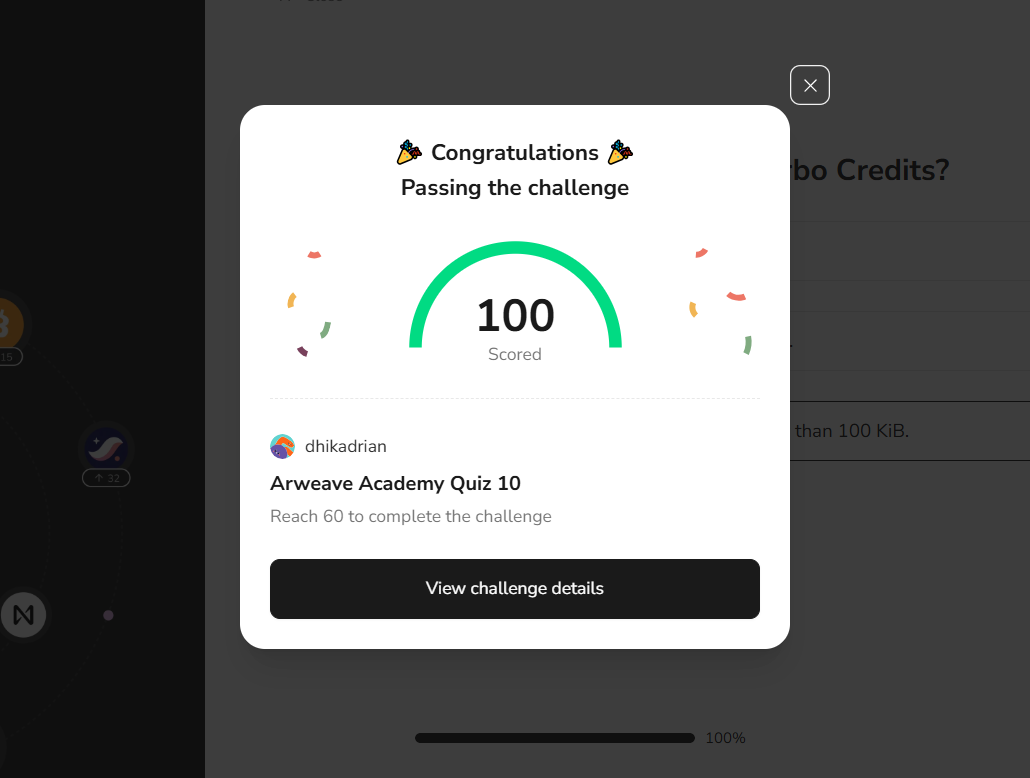 Congratulations
Passing the challenge
bo Credits?
100
Scored
15
than 100 KiB.
dhikadrian
32
Arweave Academy Quiz 10
Reach 60 to complete the challenge
View challenge details
100%